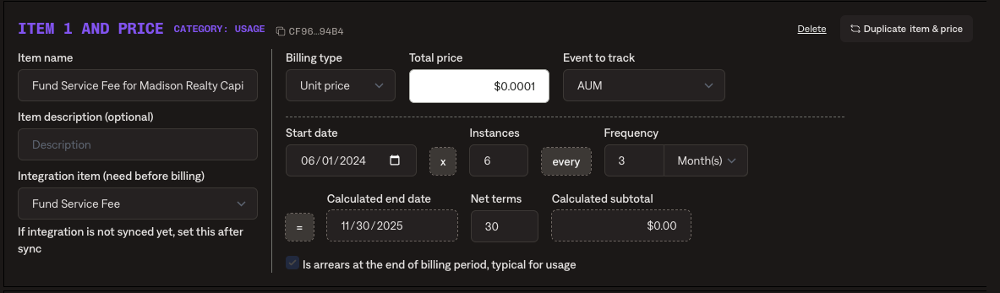 ITEM 1 AND PRICE CATEGORY: USAGE CF96...94B4 Delete Duplicate item & price
Item name
Fund Service Fee for Madison Realty Capi
Item description (optional)
Description
Integration item (need before billing)
Fund Service Fee
If integration is not synced yet, set this after
sync
Billing type Total price Event to track
Unit price $0.0001 AUM
Start date Instances Frequency
06/01/2024 x 6 every 3 Month(s)
Calculated end date Net terms Calculated subtotal
= 11/30/2025 30 $0.00
Is arrears at the end of billing period, typical for usage